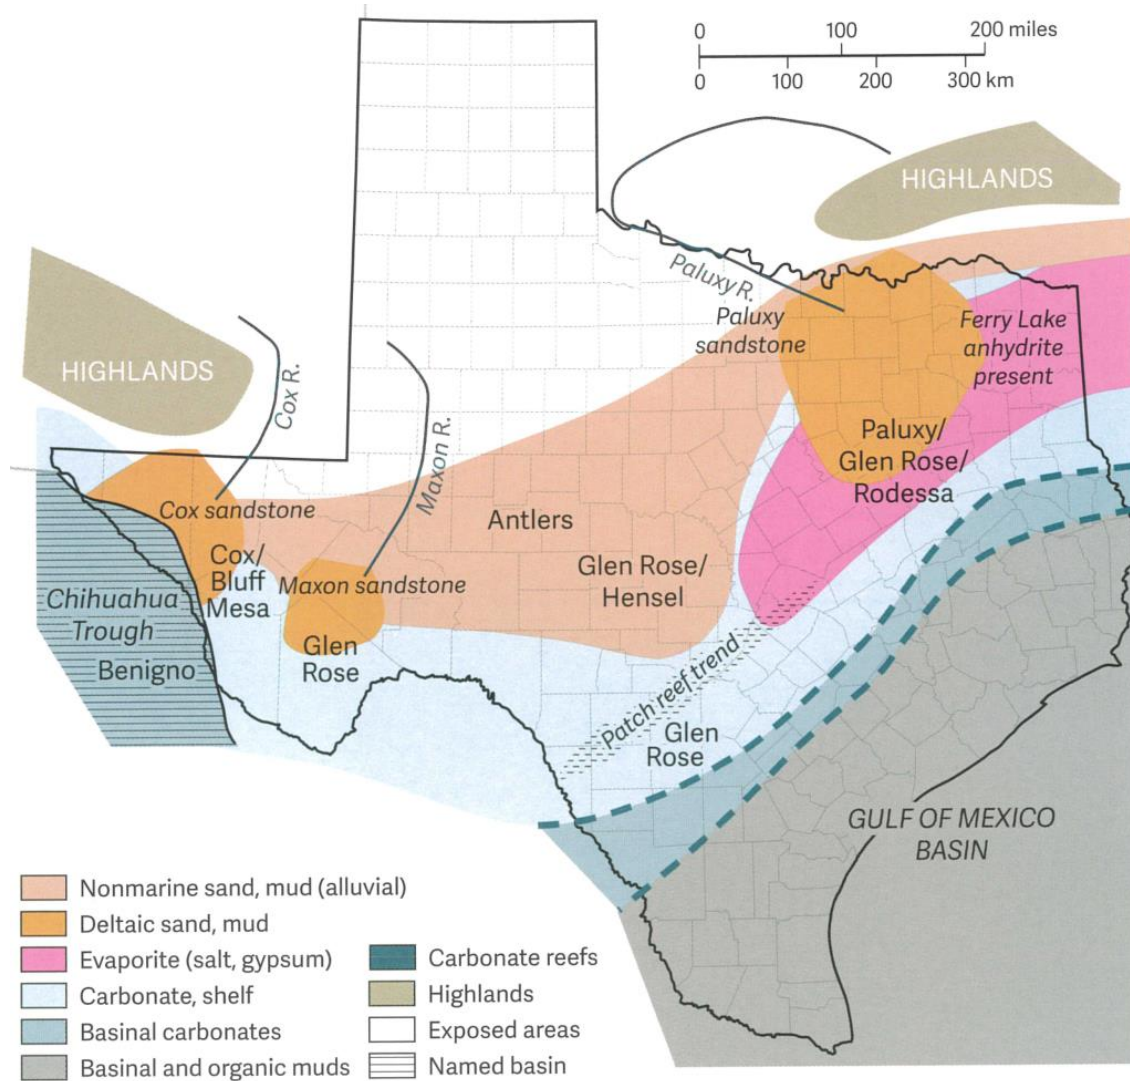 0 100 200 miles
0 100 200 300 km
HIGHLANDS
HIGHLANDS
Paluxy R.
Paluxy
sandstone
Ferry Lake
anhydrite
present
Cox R.
Maxon R.
Paluxy/
Glen Rose/
Rodessa
Cox sandstone
Antlers
Cox/
Bluff
Mesa
Maxon sandstone
Glen Rose/
Hensel
Chihuahua
Trough
Benigno
Glen
Rose
Patch reef trend
Glen
Rose
GULF OF MEXICO
BASIN
Nonmarine sand, mud (alluvial)
Deltaic sand, mud
Evaporite (salt, gypsum)
Carbonate, shelf
Basinal carbonates
Basinal and organic muds
Carbonate reefs
Highlands
Exposed areas
Named basin